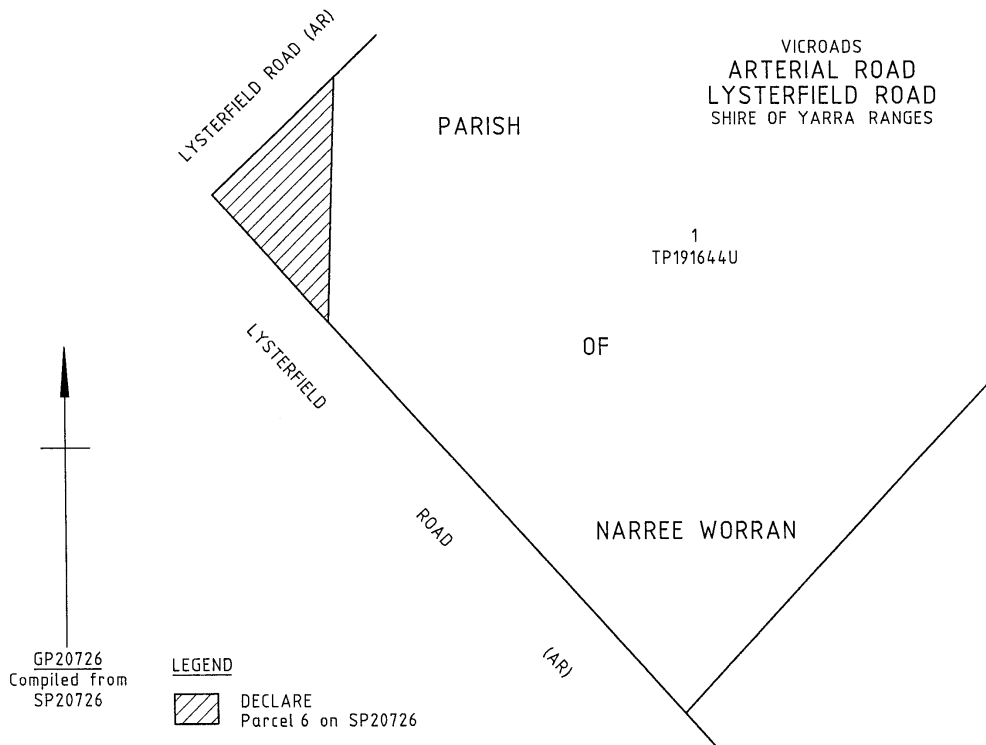 LYSTERFIELD ROAD (AR)
VICROADS
ARTERIAL ROAD
LYSTERFIELD ROAD
SHIRE OF YARRA RANGES
PARISH
1
TP191644U
OF
LYSTERFIELD
ROAD
NARREE WORRAN
(AR)
GP20726
Compiled from
SP20726
LEGEND
DECLARE
Parcel 6 on SP20726